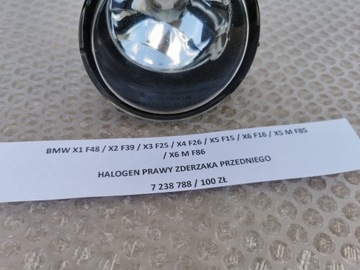 BMW X1 F48 / X2 F39 / X3 F25 / X4 F26 / X5 F15 / X6 F16 / X5 M F85
/ X6 M F86
HALOGEN PRAWY ZDERZAKA PRZEDNIEGO
7 238 788 / 100 ZŁ